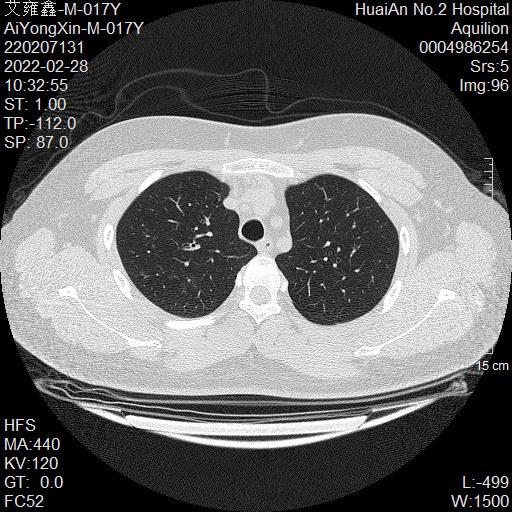 艾雍鑫-M-017Y
AiYongXin-M-017Y
220207131
2022-02-28
10:32:55
ST: 1.00
TP:-112.0
SP: 87.0
HuaiAn No.2 Hospital
Aquilion
0004986254
Srs:5
Img:96
15 cm
HFS
MA:440
KV:120
GT: 0.0
FC52
L:-499
W:1500